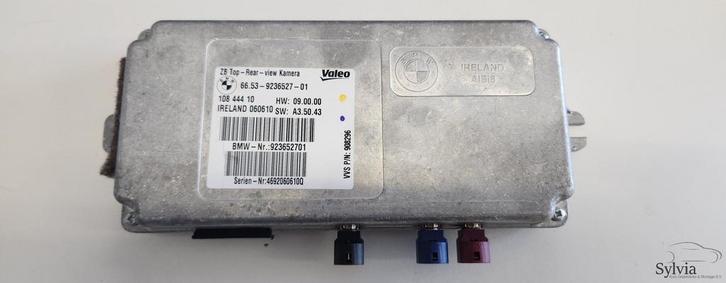 ZB Top-Rear-view Kamera
Valeo
66.53-9236527-01
108 444 10
HW: 09.00.00
IRELAND 060610
SW: A3.50.43
BMW-Nr.:923652701
Serien-Nr:4692060610Q
VVS P/N: 908296
BMW
IRELAND
Sylvia